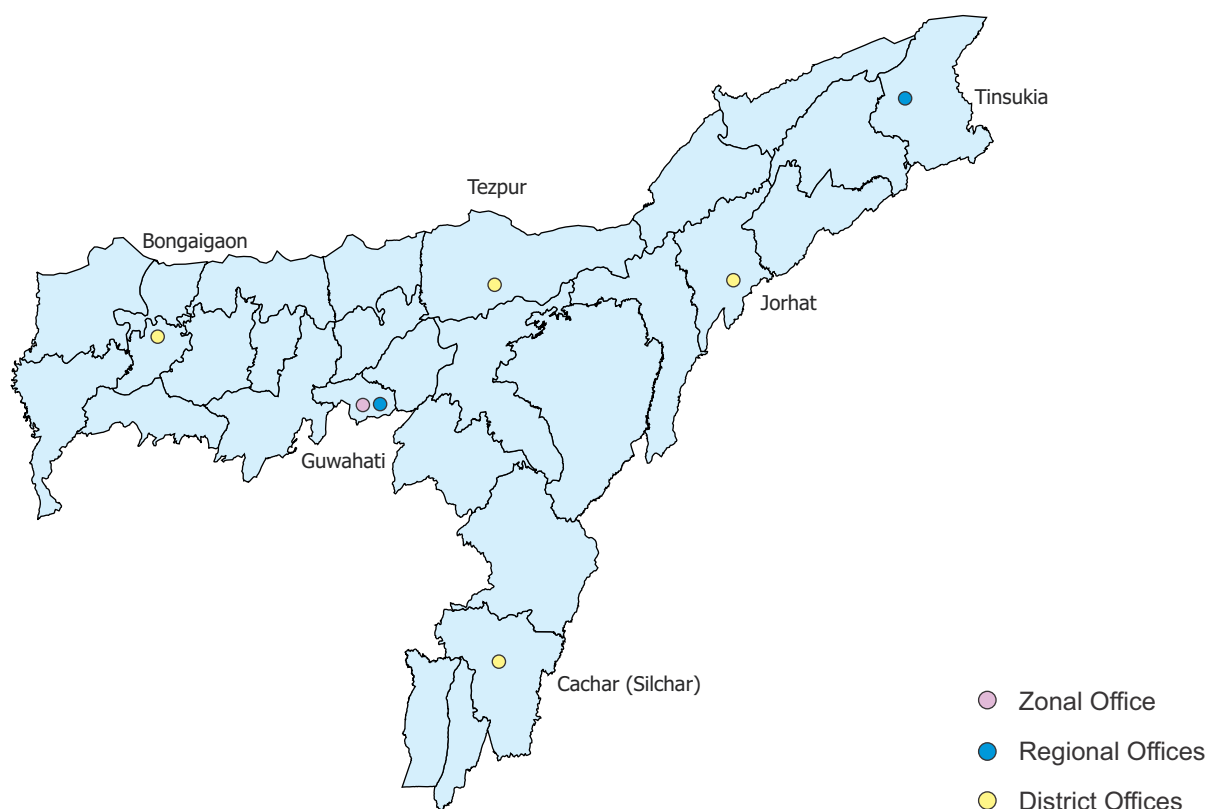 Tinsukia
Tezpur
Bongaigaon
Jorhat
Guwahati
Cachar (Silchar)
Zonal Office
Regional Offices
District Offices